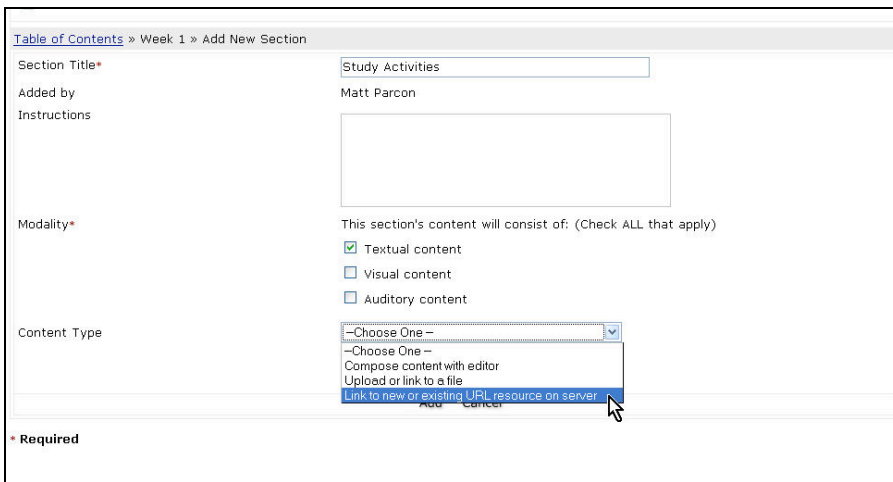 Table of Contents » Week 1 » Add New Section
Section Title* Study Activities
Added by Matt Parcon
Instructions
Modality* This section's content will consist of: (Check ALL that apply)
Textual content
Visual content
Auditory content
Content Type –Choose One –
–Choose One –
Compose content with editor
Upload or link to a file
Link to new or existing URL resource on server
Add Cancel
* Required